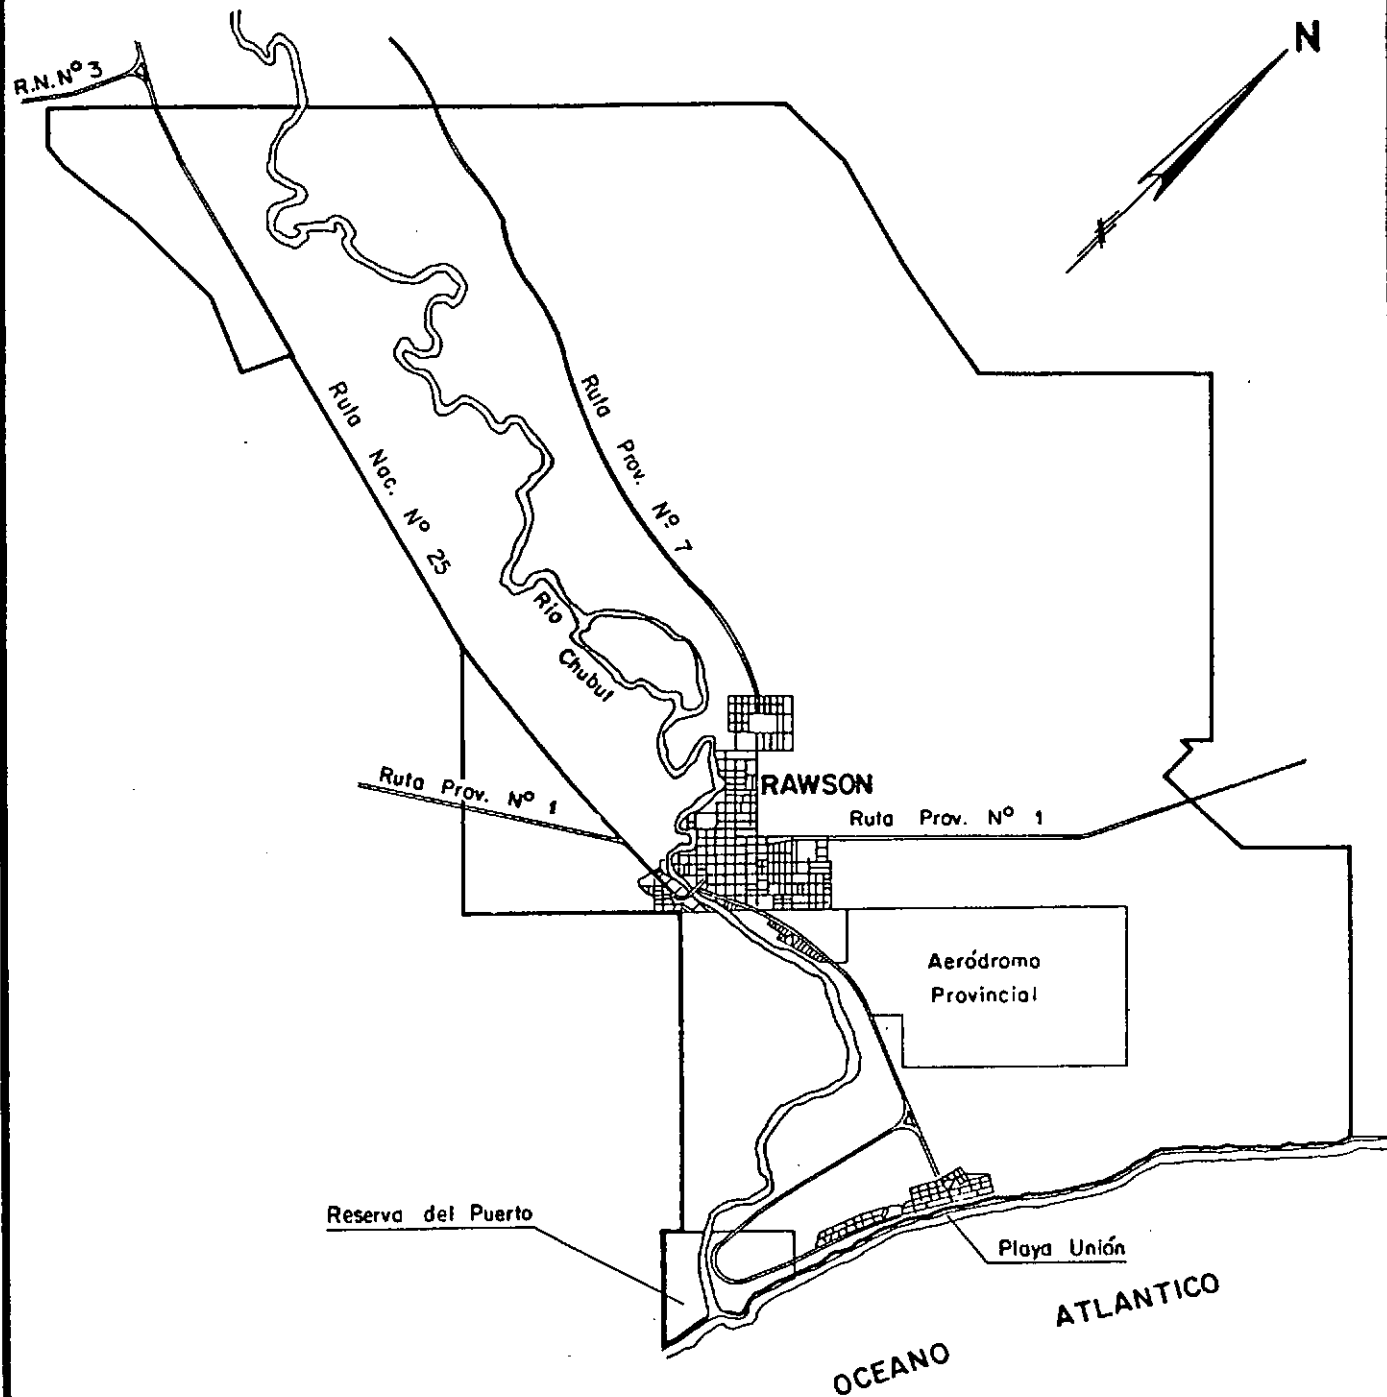 N
R.N. Nº 3
Ruta Nac. Nº 25
Ruta Prov. Nº 7
Rio Chubut
RAWSON
Ruta Prov. Nº 1
Ruta Prov. Nº 1
Aeródromo
Provincial
Reserva del Puerto
Playa Unión
OCEANO ATLANTICO